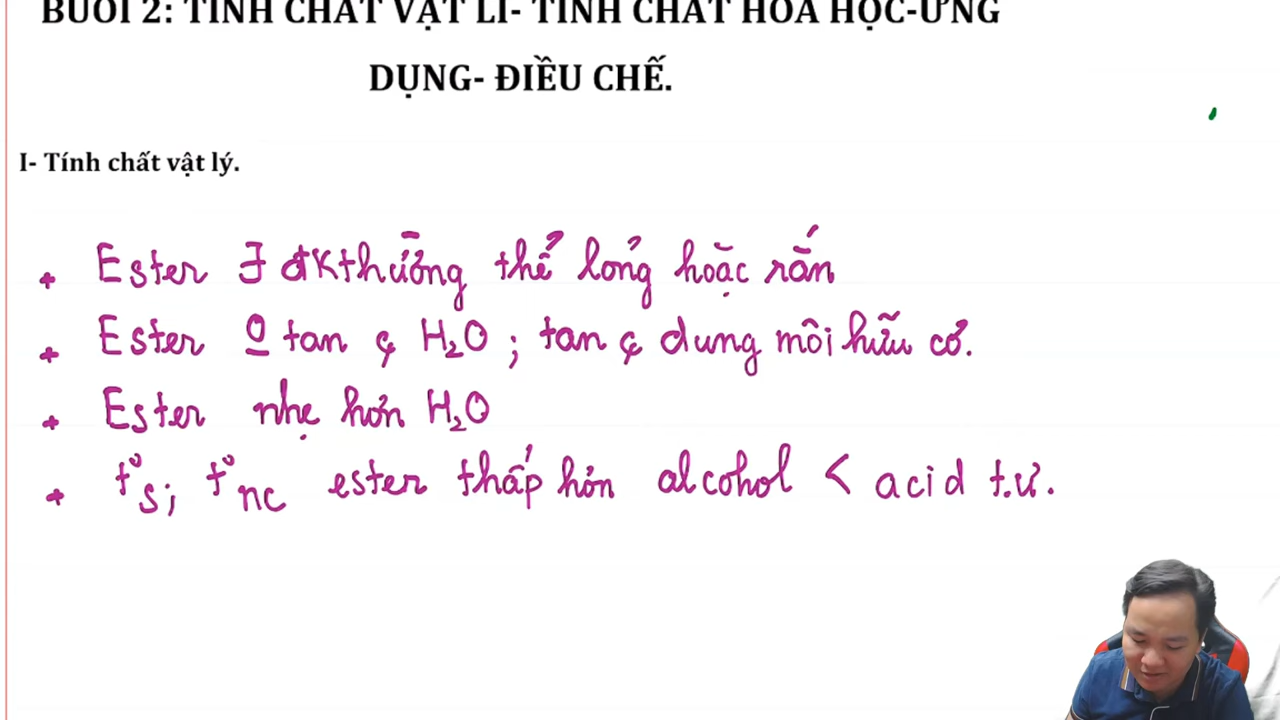 BUỔI 2: TÍNH CHẤT VẬT LÍ- TÍNH CHẤT HÓA HỌC-ỨNG
DỤNG- ĐIỀU CHẾ.
I- Tính chất vật lý.
+ Ester ∃ đk thường thể lỏng hoặc rắn
+ Ester O̲ tan ç H₂O ; tan ç dung môi hữu cơ.
+ Ester nhẹ hơn H₂O
+ t°s; t°nc ester thấp hơn alcohol < acid t.ư.